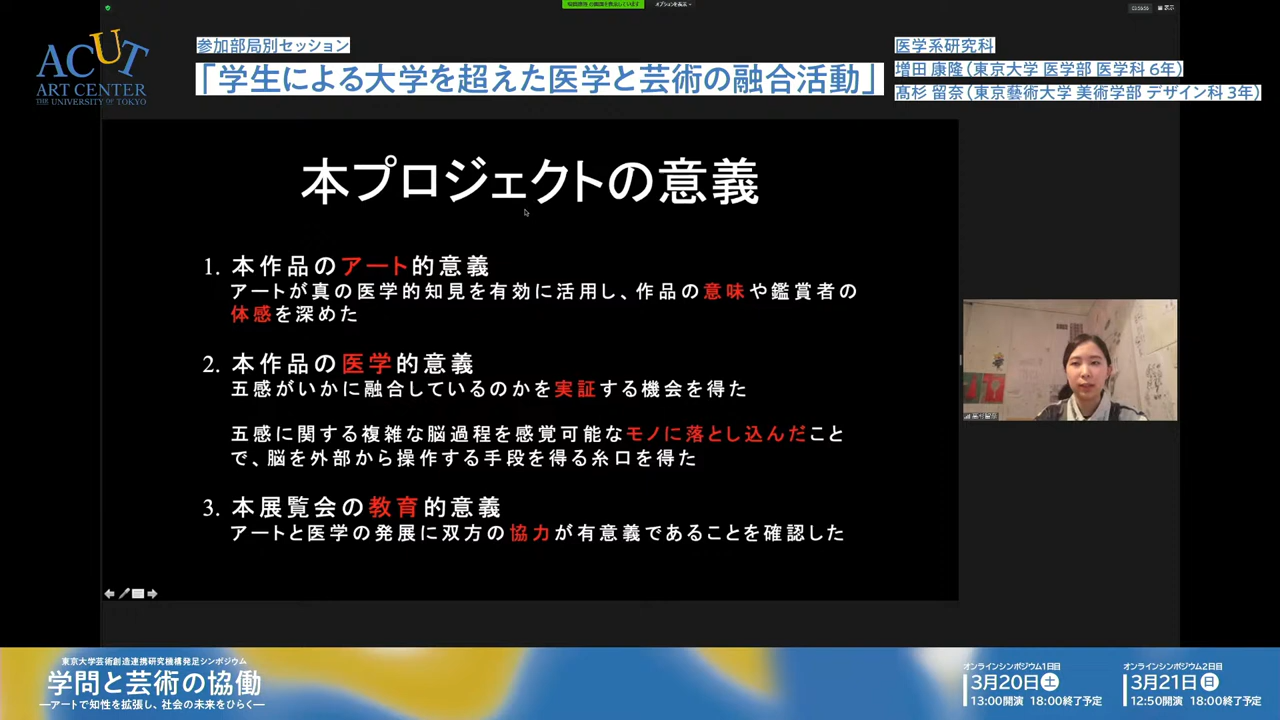 オプションを表示
表示
ACUT
ART CENTER
THE UNIVERSITY OF TOKYO
参加部局別セッション
「学生による大学を超えた医学と芸術の融合活動」
医学系研究科
増田 康隆(東京大学 医学部 医学科 6年)
髙杉 留奈(東京藝術大学 美術学部 デザイン科 3年)
本プロジェクトの意義
1. 本作品のアート的意義
アートが真の医学的知見を有効に活用し、作品の意味や鑑賞者の
体感を深めた
2. 本作品の医学的意義
五感がいかに融合しているのかを実証する機会を得た
五感に関する複雑な脳過程を感覚可能なモノに落とし込んだこと
で、脳を外部から操作する手段を得る糸口を得た
3. 本展覧会の教育的意義
アートと医学の発展に双方の協力が有意義であることを確認した
東京大学芸術創造連携研究機構発足シンポジウム
学問と芸術の協働
―アートで知性を拡張し、社会の未来をひらく―
オンラインシンポジウム1日目
3月20日土
13:00開演 18:00終了予定
オンラインシンポジウム2日目
3月21日日
12:50開演 18:00終了予定